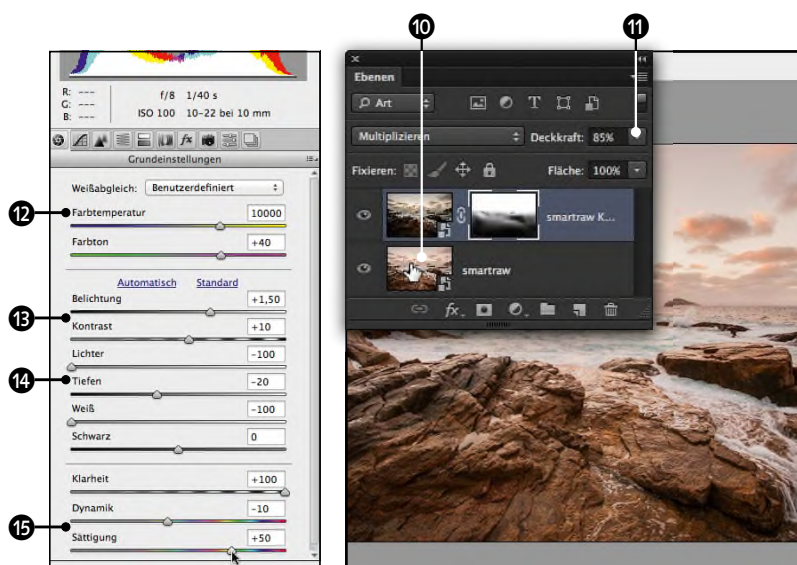 10 11
R: ---
G: ---
B: ---
f/8 1/40 s
ISO 100 10–22 bei 10 mm
Grundeinstellungen
Weißabgleich: Benutzerdefiniert
12 Farbtemperatur 10000
Farbton +40
Automatisch Standard
Belichtung +1,50
13
Kontrast +10
Lichter -100
14 Tiefen -20
Weiß -100
Schwarz 0
Klarheit +100
Dynamik -10
15
Sättigung +50
Ebenen
Art
Multiplizieren Deckkraft: 85%
Fixieren: Fläche: 100%
smartraw K...
smartraw
fx